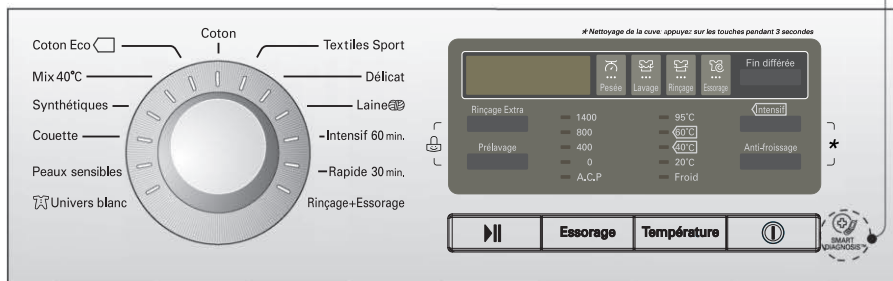 * Nettoyage de la cuve: appuyez sur les touches pendant 3 secondes
Coton
Coton Eco
Textiles Sport
Mix 40°C
Délicat
Synthétiques
Laine
Couette
Intensif 60 min.
Peaux sensibles
Rapide 30 min.
Univers blanc
Rinçage+Essorage
Pesée
Lavage
Rinçage
Essorage
Fin différée
Rinçage Extra
Intensif
Prélavage
Anti-froissage
1400
95°C
800
60°C
400
40°C
0
20°C
A.C.P
Froid
*
Essorage
Température
SMART
DIAGNOSIS™